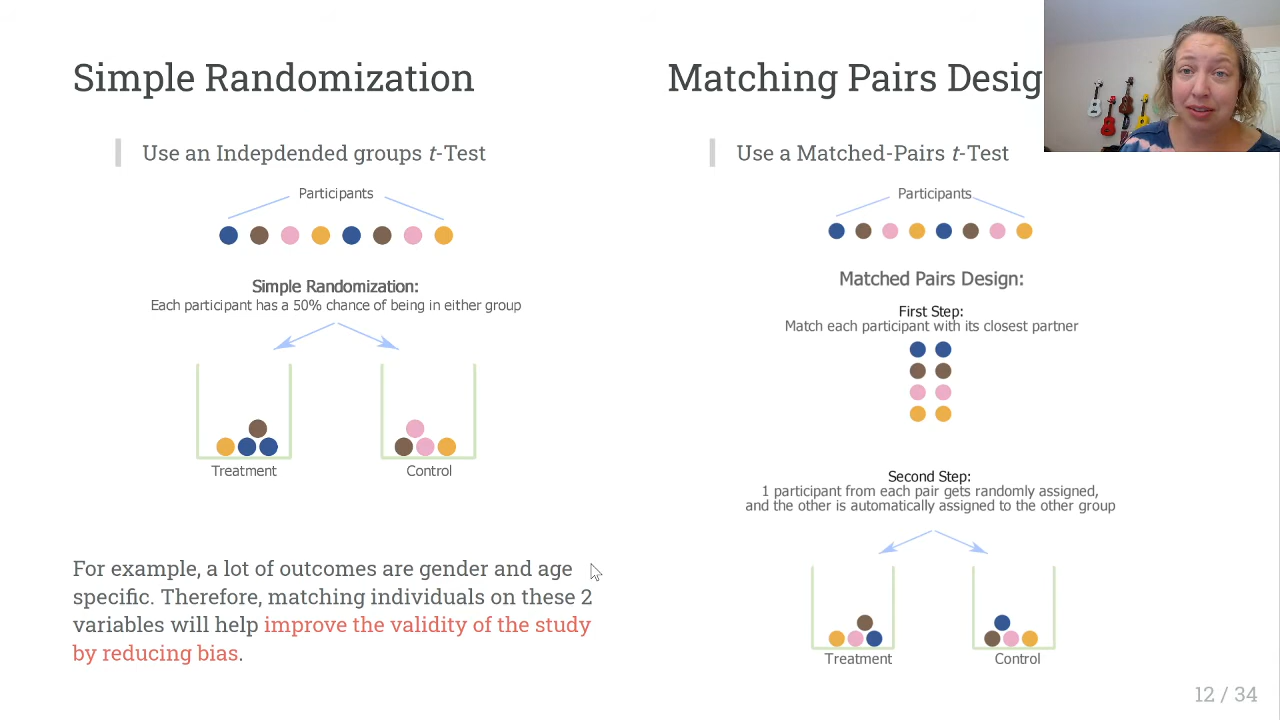 Simple Randomization
Use an Indepdended groups t-Test
Participants
Simple Randomization:
Each participant has a 50% chance of being in either group
Treatment
Control
For example, a lot of outcomes are gender and age
specific. Therefore, matching individuals on these 2
variables will help improve the validity of the study
by reducing bias.
Matching Pairs Desig
Use a Matched-Pairs t-Test
Participants
Matched Pairs Design:
First Step:
Match each participant with its closest partner
Second Step:
1 participant from each pair gets randomly assigned,
and the other is automatically assigned to the other group
Treatment
Control
12 / 34